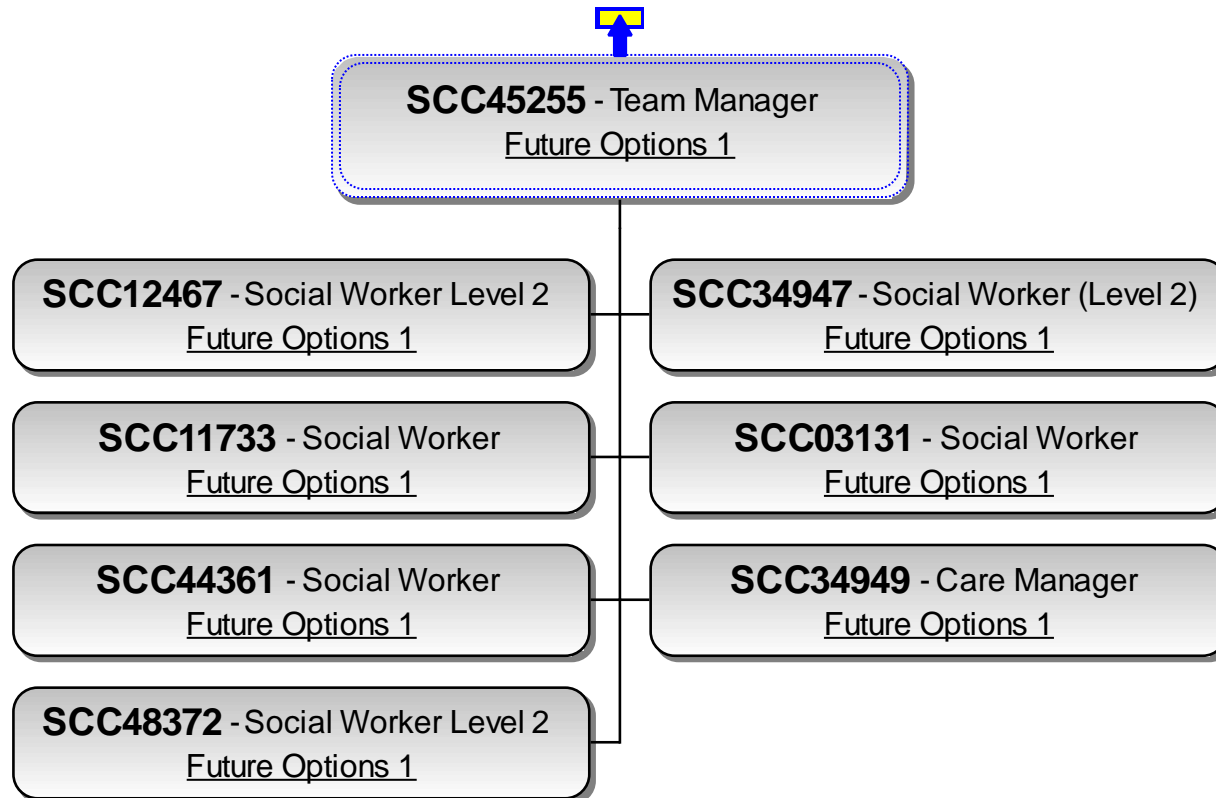 SCC45255 - Team Manager
Future Options 1
SCC12467 - Social Worker Level 2
Future Options 1
SCC34947 - Social Worker (Level 2)
Future Options 1
SCC11733 - Social Worker
Future Options 1
SCC03131 - Social Worker
Future Options 1
SCC44361 - Social Worker
Future Options 1
SCC34949 - Care Manager
Future Options 1
SCC48372 - Social Worker Level 2
Future Options 1